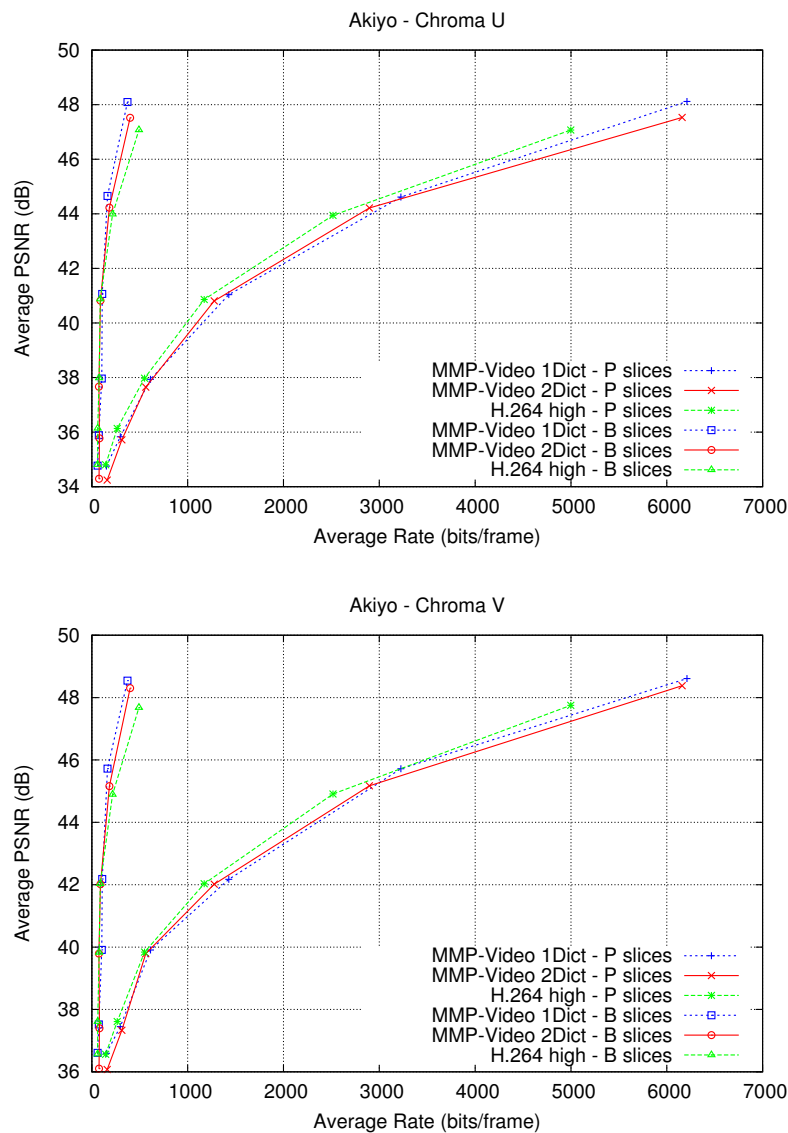 Akiyo - Chroma U
50
48
46
44
42
40
38
36
34
Average PSNR (dB)
MMP-Video 1Dict - P slices
MMP-Video 2Dict - P slices
H.264 high - P slices
MMP-Video 1Dict - B slices
MMP-Video 2Dict - B slices
H.264 high - B slices
0 1000 2000 3000 4000 5000 6000 7000
Average Rate (bits/frame)
Akiyo - Chroma V
50
48
46
44
42
40
38
36
Average PSNR (dB)
MMP-Video 1Dict - P slices
MMP-Video 2Dict - P slices
H.264 high - P slices
MMP-Video 1Dict - B slices
MMP-Video 2Dict - B slices
H.264 high - B slices
0 1000 2000 3000 4000 5000 6000 7000
Average Rate (bits/frame)